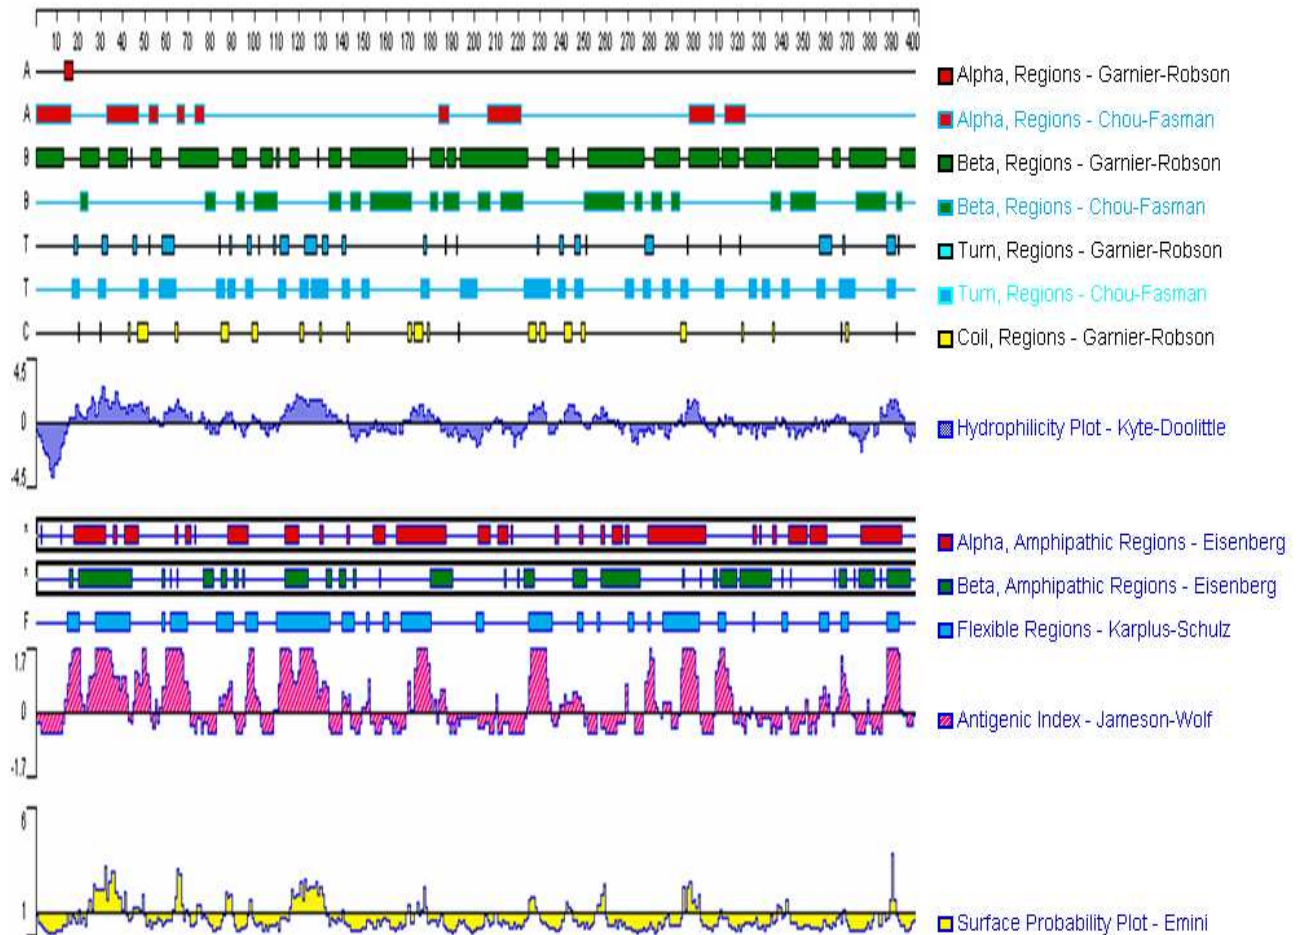 10 20 30 40 50 60 70 80 90 100 110 120 130 140 150 160 170 180 190 200 210 220 230 240 250 260 270 280 290 300 310 320 330 340 350 360 370 380 390 400
A
Alpha, Regions - Garnier-Robson
A
Alpha, Regions - Chou-Fasman
B
Beta, Regions - Garnier-Robson
B
Beta, Regions - Chou-Fasman
T
Turn, Regions - Garnier-Robson
T
Turn, Regions - Chou-Fasman
C
Coil, Regions - Garnier-Robson
4.5
0
Hydrophilicity Plot - Kyte-Doolittle
-4.5
*
Alpha, Amphipathic Regions - Eisenberg
*
Beta, Amphipathic Regions - Eisenberg
F
Flexible Regions - Karplus-Schulz
1.7
0
Antigenic Index - Jameson-Wolf
-1.7
6
1
Surface Probability Plot - Emini